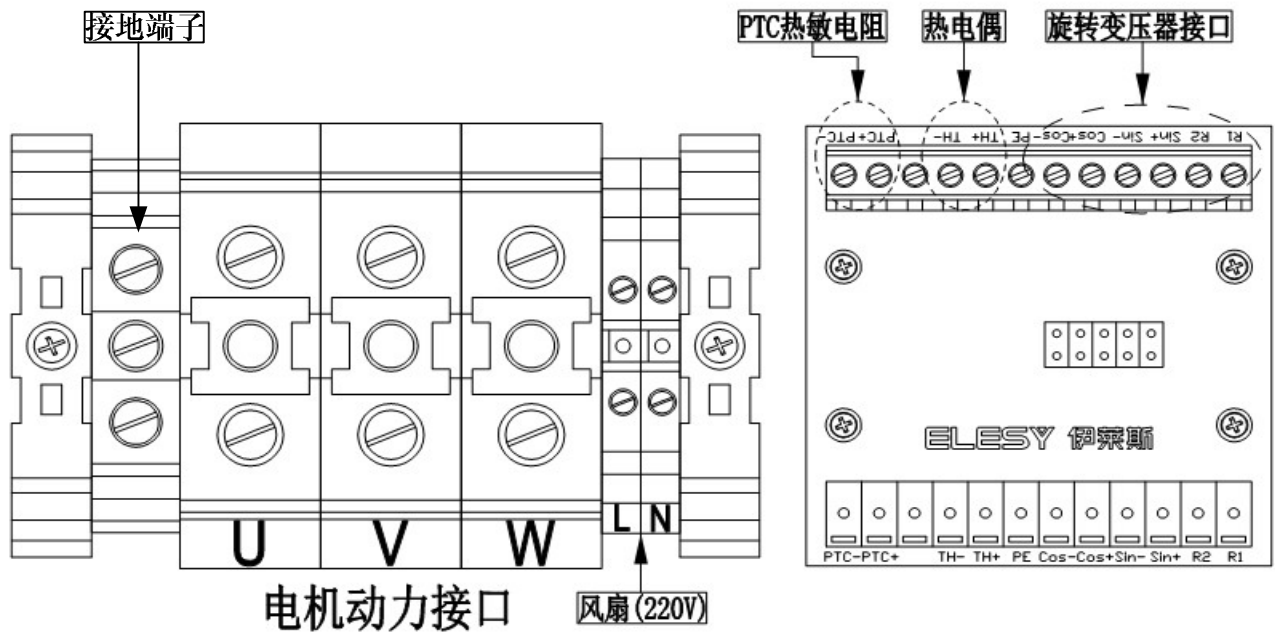 接地端子
PTC热敏电阻 热电偶 旋转变压器接口
PTC- PTC+ TH- TH+ PE Cos- Cos+ Sin- Sin+ R2 R1
ELESY 伊莱斯
U V W L N
PTC- PTC+ TH- TH+ PE Cos- Cos+ Sin- Sin+ R2 R1
电机动力接口
风扇(220V)